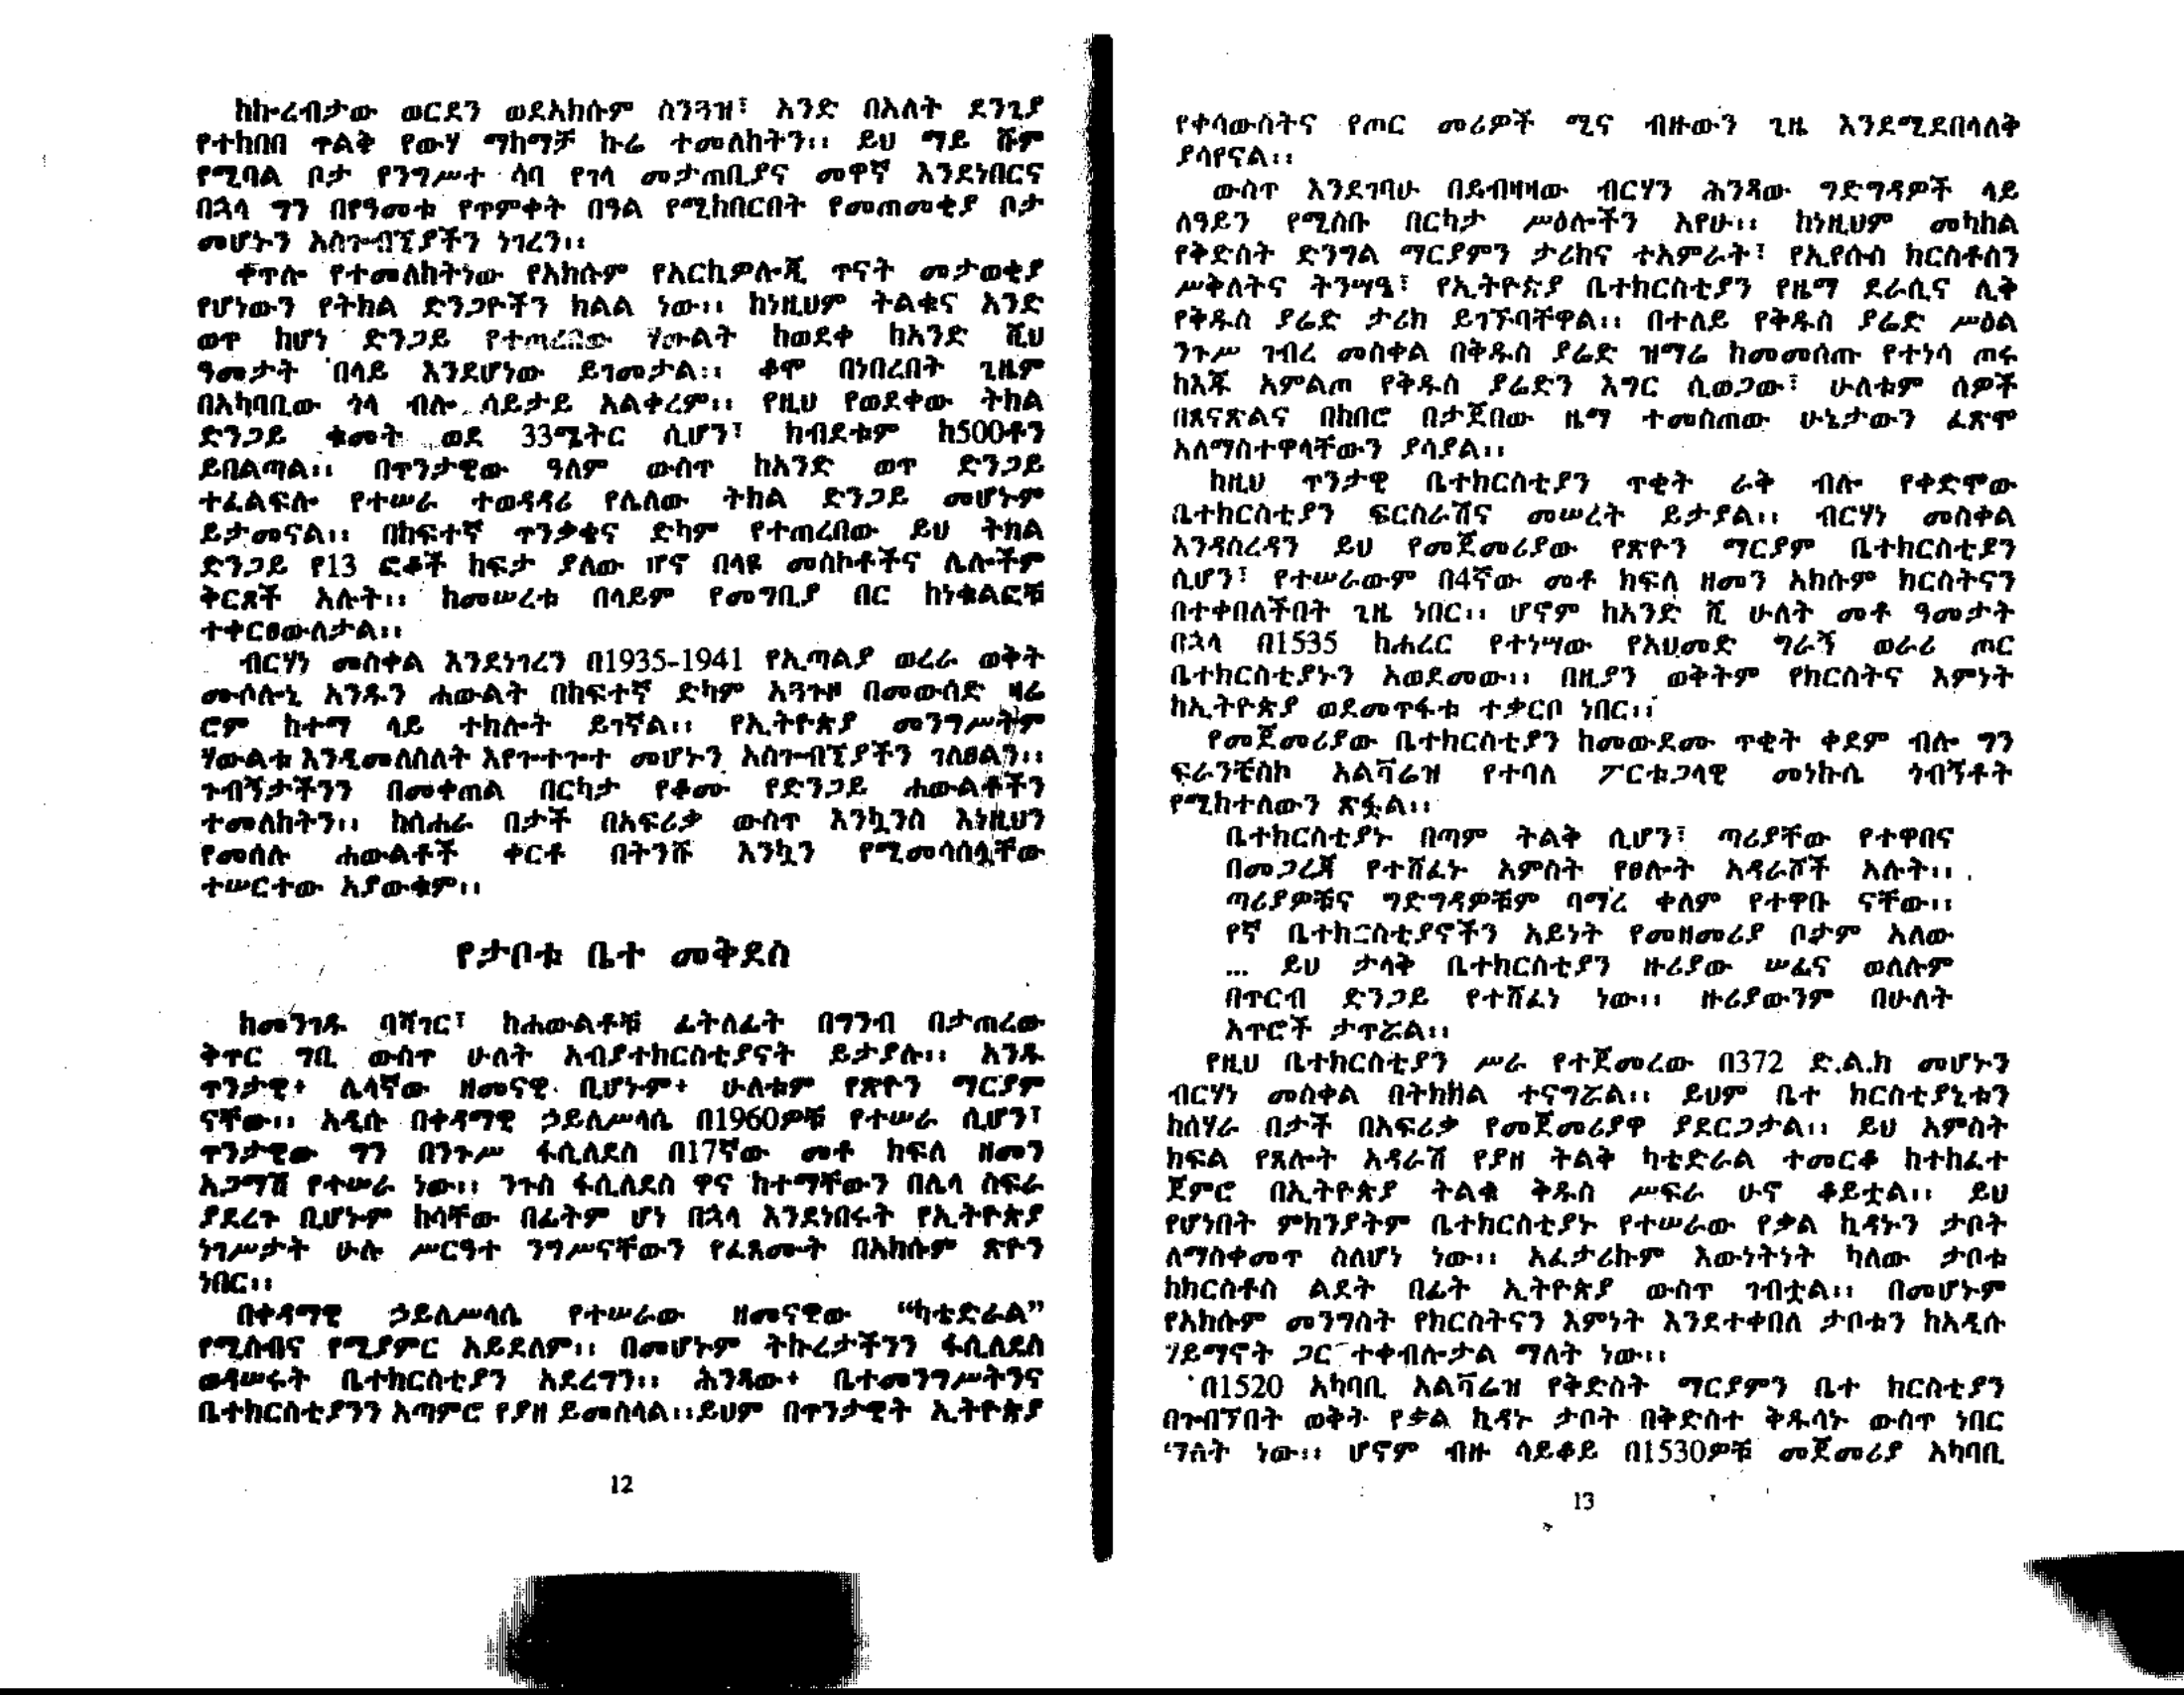 ከኩረብታው ወርደን ወደአክሱም ስንጓዝ፣ አንድ በአለት ደንጊያ
የተከበበ ጥልቅ የውሃ ማከማቻ ኩሬ ተመለከትን። ይህ ማይ ሹም
የሚባል ቦታ የንግሥተ ሳባ የገላ መታጠቢያና መዋኛ እንደነበርና
በኋላ ግን በየዓመቱ የጥምቀት በዓል የሚከበርበት የመጠመቂያ ቦታ
መሆኑን አስጐብኚያችን ነገረን።
ቀጥሎ የተመለከትነው የአክሱም የአርኪዎሎጂ ጥናት መታወቂያ
የሆነውን የትክል ድንጋዮችን ክልል ነው። ከነዚህም ትልቁና አንድ
ወጥ ከሆነ ድንጋይ የተጠረበው ሃውልት ከወደቀ ከአንድ ሺህ
ዓመታት በላይ እንደሆነው ይገመታል። ቆሞ በነበረበት ጊዜም
በአካባቢው ጎላ ብሎ ሳይታይ አልቀረም። የዚህ የወደቀው ትክል
ድንጋይ ቁመት ወደ 33ሜትር ሲሆን፣ ክብደቱም ከ500ቶን
ይበልጣል። በጥንታዊው ዓለም ውስጥ ከአንድ ወጥ ድንጋይ
ተፈልፍሎ የተሠራ ተወዳዳሪ የሌለው ትክል ድንጋይ መሆኑም
ይታመናል። በከፍተኛ ጥንቃቄና ድካም የተጠረበው ይህ ትክል
ድንጋይ የ13 ፎቆች ከፍታ ያለው ሆኖ በላዩ መስኮቶችና ሌሎችም
ቅርጾች አሉት። ከመሠረቱ በላይም የመግቢያ በር ከነቁልፎቹ
ተቀርፀውለታል።
ብርሃነ መስቀል እንደነገረን በ1935-1941 የኢጣልያ ወረራ ወቅት
ሙሶሎኒ አንዱን ሐውልት በከፍተኛ ድካም አጓጉዞ በመውሰድ ዛሬ
ሮም ከተማ ላይ ተክሎት ይገኛል። የኢትዮጵያ መንግሥትም
ሃውልቱ እንዲመለስለት እየጐተጐተ መሆኑን አስጐብኚያችን ገለፀልን።
ጉብኝታችንን በመቀጠል በርካታ የቆሙ የድንጋይ ሐውልቶችን
ተመለከትን። ከሰሐራ በታች በአፍሪቃ ውስጥ እንኳንስ እነዚህን
የመሰሉ ሐውልቶች ቀርቶ በትንሹ እንኳን የሚመሳሰሏቸው
ተሠርተው አያውቁም።
የታቦቱ ቤተ መቅደስ
ከመንገዱ ባሻገር፣ ከሐውልቶቹ ፊትለፊት በግንብ በታጠረው
ቅጥር ግቢ ውስጥ ሁለት አብያተክርስቲያናት ይታያሉ። አንዱ
ጥንታዊ፥ ሌላኛው ዘመናዊ ቢሆኑም፥ ሁለቱም የጽዮን ማርያም
ናቸው። አዲሱ በቀዳማዊ ኃይለሥላሴ በ1960ዎቹ የተሠራ ሲሆን፣
ጥንታዊው ግን በንጉሥ ፋሲለደስ በ17ኛው መቶ ክፍለ ዘመን
አጋማሽ የተሠራ ነው። ንጉስ ፋሲለደስ ዋና ከተማቸውን በሌላ ስፍራ
ያደረጉ ቢሆኑም ከሳቸው በፊትም ሆነ በኋላ እንደነበሩት የኢትዮጵያ
ነገሥታት ሁሉ ሥርዓተ ንግሥናቸውን የፈጸሙት በአክሱም ጽዮን
ነበር።
በቀዳማዊ ኃይለሥላሴ የተሠራው ዘመናዊው “ካቴድራል”
የሚስብና የሚያምር አይደለም። በመሆኑም ትኩረታችንን ፋሲለደስ
ወዳሠሩት ቤተክርስቲያን አደረግን። ሕንጻው፥ ቤተመንግሥትንና
ቤተክርስቲያንን አጣምሮ የያዘ ይመስላል።ይህም በጥንታዊት ኢትዮጵያ
12
የቀሳውስትና የጦር መሪዎች ሚና ብዙውን ጊዜ እንደሚደበላለቅ
ያሳየናል።
ውስጥ እንደገባሁ በደብዛዛው ብርሃን ሕንጻው ግድግዳዎች ላይ
ለዓይን የሚስቡ በርካታ ሥዕሎችን አየሁ። ከነዚህም መካከል
የቅድስት ድንግል ማርያምን ታሪክና ተአምራት፣ የኢየሱስ ክርስቶስን
ሥቅለትና ትንሣዔ፣ የኢትዮጵያ ቤተክርስቲያን የዜማ ደራሲና ሊቅ
የቅዱስ ያሬድ ታሪክ ይገኙባቸዋል። በተለይ የቅዱስ ያሬድ ሥዕል
ንጉሥ ገብረ መስቀል በቅዱስ ያሬድ ዝማሬ ከመመሰጡ የተነሳ ጦሩ
ከእጁ አምልጦ የቅዱስ ያሬድን እግር ሲወጋው፣ ሁለቱም ሰዎች
በጸናጽልና በከበሮ በታጀበው ዜማ ተመስጠው ሁኔታውን ፈጽሞ
አለማስተዋላቸውን ያሳያል።
ከዚህ ጥንታዊ ቤተክርስቲያን ጥቂት ራቅ ብሎ የቀድሞው
ቤተክርስቲያን ፍርስራሽና መሠረት ይታያል። ብርሃነ መስቀል
እንዳስረዳን ይህ የመጀመሪያው የጽዮን ማርያም ቤተክርስቲያን
ሲሆን፣ የተሠራውም በ4ኛው መቶ ክፍለ ዘመን አክሱም ክርስትናን
በተቀበለችበት ጊዜ ነበር። ሆኖም ከአንድ ሺ ሁለት መቶ ዓመታት
በኋላ በ1535 ከሐረር የተነሣው የአህመድ ግራኝ ወራሪ ጦር
ቤተክርስቲያኑን አወደመው። በዚያን ወቅትም የክርስትና እምነት
ከኢትዮጵያ ወደመጥፋቱ ተቃርቦ ነበር።
የመጀመሪያው ቤተክርስቲያን ከመውደሙ ጥቂት ቀደም ብሎ ግን
ፍራንቼስኮ አልቫሬዝ የተባለ ፖርቱጋላዊ መነኩሴ ጎብኝቶት
የሚከተለውን ጽፏል።
ቤተክርስቲያኑ በጣም ትልቅ ሲሆን፣ ጣሪያቸው የተዋበና
በመጋረጃ የተሸፈኑ አምስት የፀሎት አዳራሾች አሉት።
ጣሪያዎቹና ግድግዳዎቹም ባማረ ቀለም የተዋቡ ናቸው።
የኛ ቤተክርስቲያኖችን አይነት የመዘመሪያ ቦታም አለው
... ይህ ታላቅ ቤተክርስቲያን ዙሪያው ሠፊና ወለሉም
በጥርብ ድንጋይ የተሸፈነ ነው። ዙሪያውንም በሁለት
አጥሮች ታጥሯል።
የዚህ ቤተክርስቲያን ሥራ የተጀመረው በ372 ድ.ል.ክ መሆኑን
ብርሃነ መስቀል በትክክል ተናግሯል። ይህም ቤተ ክርስቲያኒቱን
ከሰሃራ በታች በአፍሪቃ የመጀመሪያዋ ያደርጋታል። ይህ አምስት
ክፍል የጸሎት አዳራሽ የያዘ ትልቅ ካቴድራል ተመርቆ ከተከፈተ
ጀምሮ በኢትዮጵያ ትልቁ ቅዱስ ሥፍራ ሁኖ ቆይቷል። ይህ
የሆነበት ምክንያትም ቤተክርስቲያኑ የተሠራው የቃል ኪዳኑን ታቦት
ለማስቀመጥ ስለሆነ ነው። አፈታሪኩም እውነትነት ካለው ታቦቱ
ከክርስቶስ ልደት በፊት ኢትዮጵያ ውስጥ ገብቷል። በመሆኑም
የአክሱም መንግስት የክርስትናን እምነት እንደተቀበለ ታቦቱን ከአዲሱ
ሃይማኖት ጋር ተቀብሎታል ማለት ነው።
በ1520 አካባቢ አልቫሬዝ የቅድስት ማርያምን ቤተ ክርስቲያን
በጐብኘበት ወቅት የቃል ኪዳኑ ታቦት በቅድስተ ቅዱሳኑ ውስጥ ነበር
ማለት ነው። ሆኖም ብዙ ሳይቆይ በ1530ዎቹ መጀመሪያ አካባቢ
13